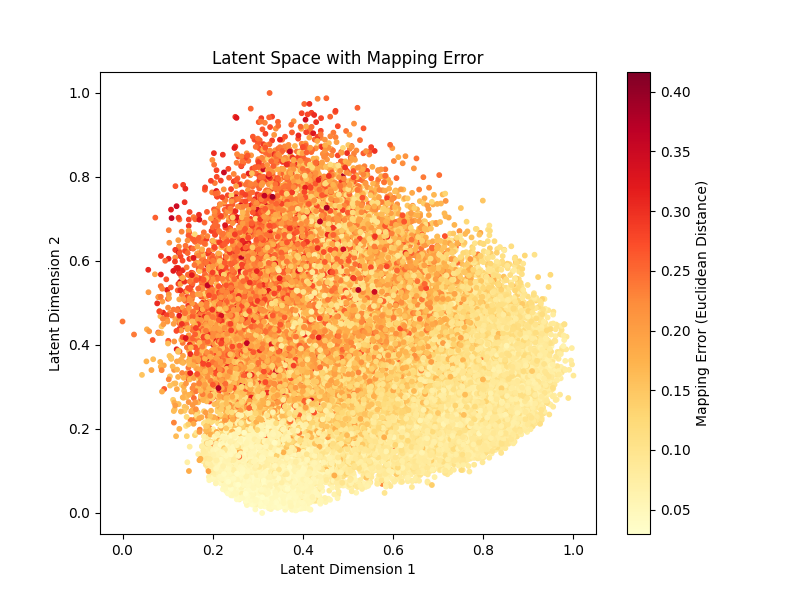 Latent Space with Mapping Error
1.0
0.8
0.6
0.4
0.2
0.0
Latent Dimension 2
0.0 0.2 0.4 0.6 0.8 1.0
Latent Dimension 1
0.40
0.35
0.30
0.25
0.20
0.15
0.10
0.05
Mapping Error (Euclidean Distance)